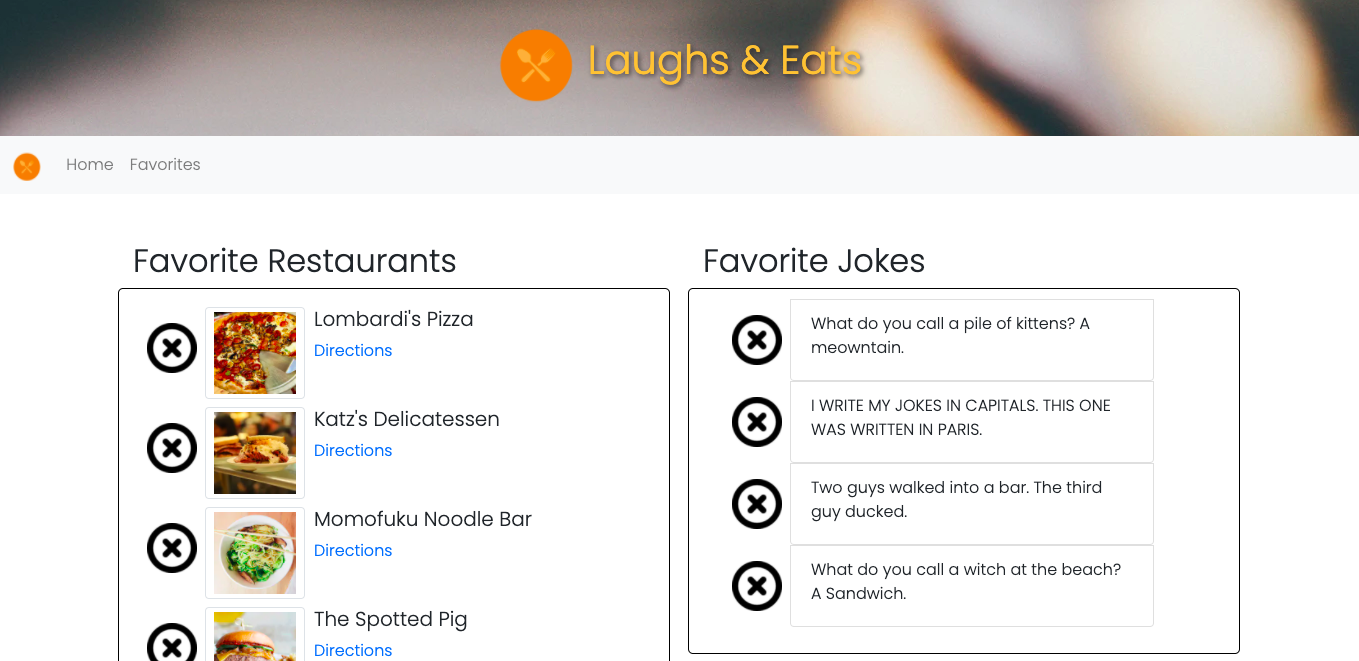 Laughs & Eats
Home Favorites
Favorite Restaurants
Lombardi's Pizza
Directions
Katz's Delicatessen
Directions
Momofuku Noodle Bar
Directions
The Spotted Pig
Directions
Favorite Jokes
What do you call a pile of kittens? A
meowntain.
I WRITE MY JOKES IN CAPITALS. THIS ONE
WAS WRITTEN IN PARIS.
Two guys walked into a bar. The third
guy ducked.
What do you call a witch at the beach?
A Sandwich.